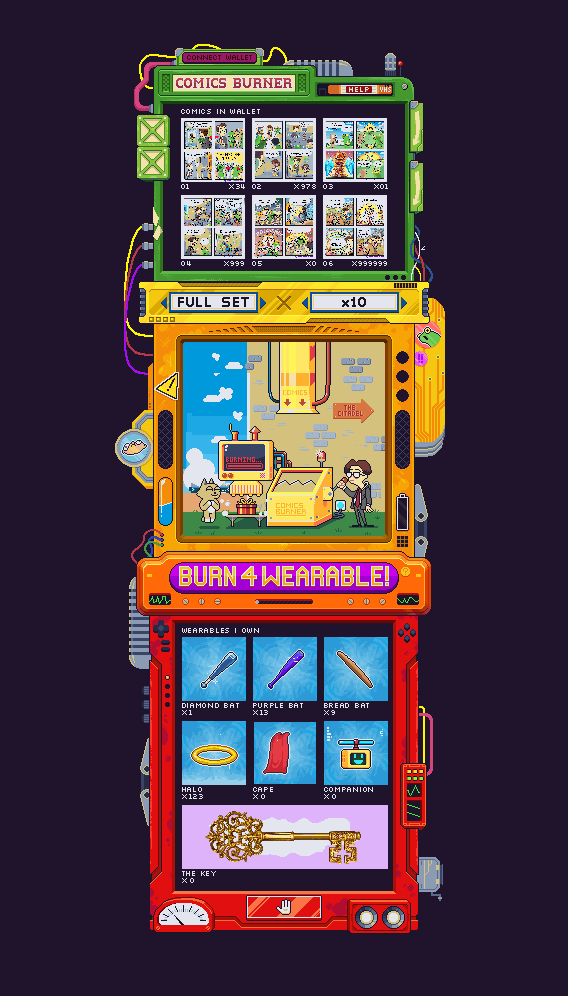 CONNECT WALLET
COMICS BURNER
HELP
VHS
COMICS IN WALLET
01 X34 02 X978 03 X01
04 X999 05 X0 06 X999999
Z
FULL SET
x10
COMICS
THE CITADEL
BURNING...
COMICS BURNER
BURN 4 WEARABLE!
WEARABLES I OWN
DIAMOND BAT PURPLE BAT BREAD BAT
X1 X13 X9
HALO CAPE COMPANION
X123 X0 X0
THE KEY
X0